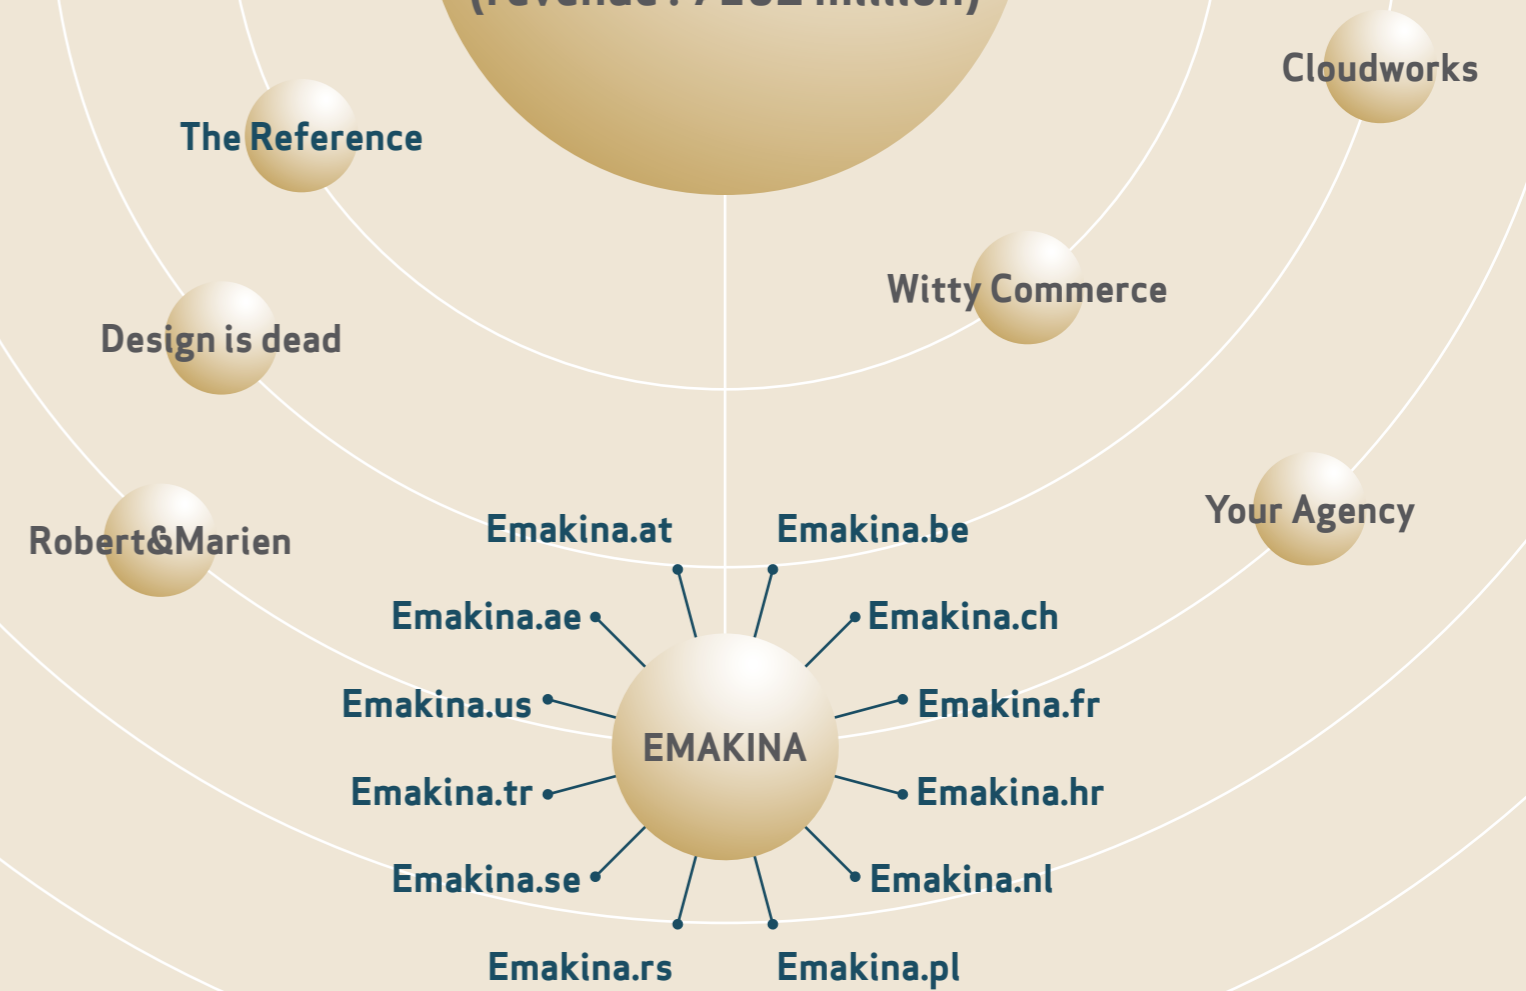 Cloudworks
The Reference
Witty Commerce
Design is dead
Your Agency
Robert&Marien
Emakina.at
Emakina.be
Emakina.ae
Emakina.ch
Emakina.us
Emakina.fr
EMAKINA
Emakina.tr
Emakina.hr
Emakina.se
Emakina.nl
Emakina.rs
Emakina.pl